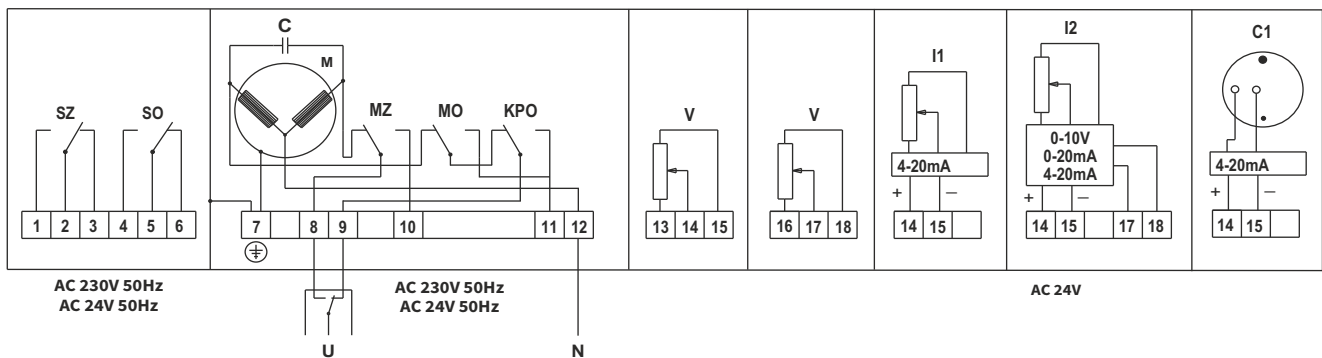 C
M
SZ
SO
MZ
MO
KPO
V
V
I1
I2
C1
0-10V
0-20mA
4-20mA
4-20mA
4-20mA
+ –
+ –
+ –
1 2 3 4 5 6
7 8 9 10 11 12
13 14 15
16 17 18
14 15
14 15 17 18
14 15
AC 230V 50Hz
AC 24V 50Hz
AC 230V 50Hz
AC 24V 50Hz
AC 24V
U
N